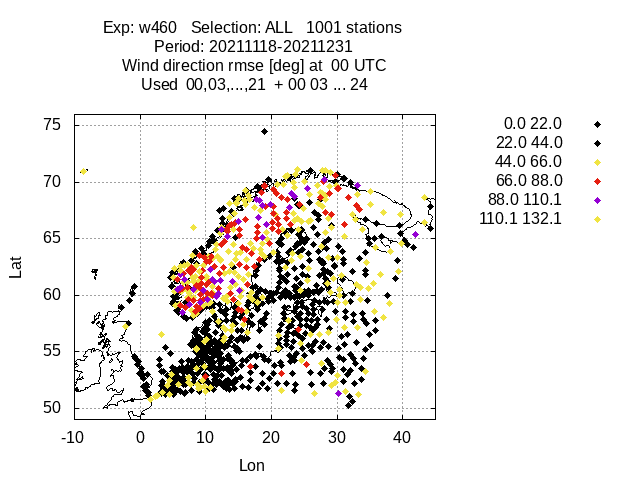 Exp: w460 Selection: ALL 1001 stations
Period: 20211118-20211231
Wind direction rmse [deg] at 00 UTC
Used 00,03,...,21 + 00 03 ... 24
0.0 22.0
22.0 44.0
44.0 66.0
66.0 88.0
88.0 110.1
110.1 132.1
75
70
65
60
55
50
Lat
-10 0 10 20 30 40
Lon